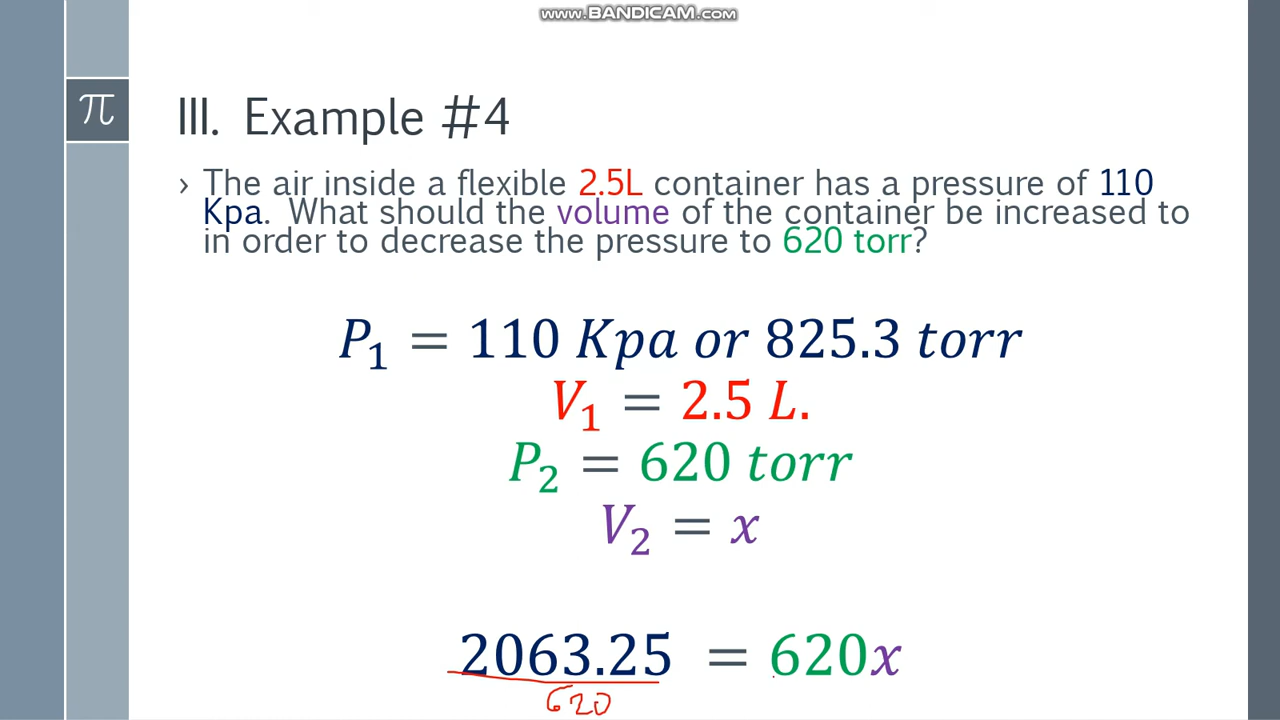 www.BANDICAM.com
π
III. Example #4
› The air inside a flexible 2.5L container has a pressure of 110
Kpa. What should the volume of the container be increased to
in order to decrease the pressure to 620 torr?
P₁ = 110 Kpa or 825.3 torr
V₁ = 2.5 L.
P₂ = 620 torr
V₂ = x
2063.25 = 620x
620